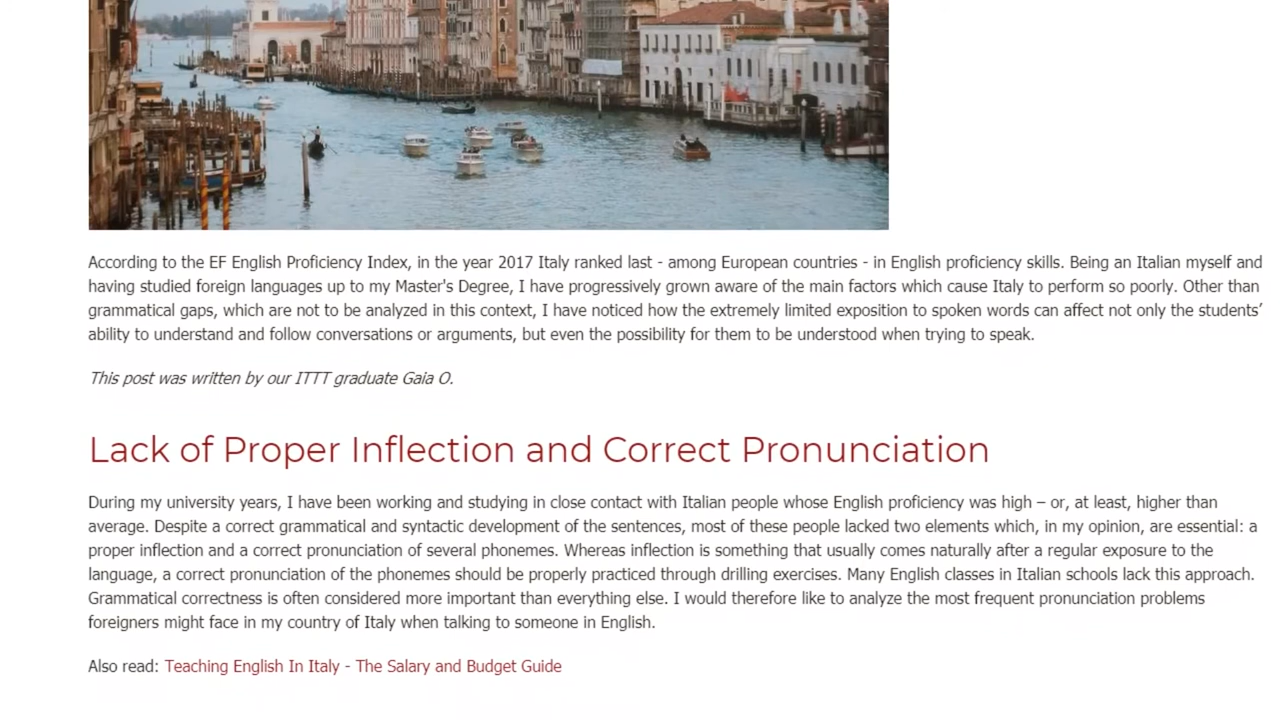 According to the EF English Proficiency Index, in the year 2017 Italy ranked last - among European countries - in English proficiency skills. Being an Italian myself and
having studied foreign languages up to my Master's Degree, I have progressively grown aware of the main factors which cause Italy to perform so poorly. Other than
grammatical gaps, which are not to be analyzed in this context, I have noticed how the extremely limited exposition to spoken words can affect not only the students’
ability to understand and follow conversations or arguments, but even the possibility for them to be understood when trying to speak.
This post was written by our ITTT graduate Gaia O.
Lack of Proper Inflection and Correct Pronunciation
During my university years, I have been working and studying in close contact with Italian people whose English proficiency was high – or, at least, higher than
average. Despite a correct grammatical and syntactic development of the sentences, most of these people lacked two elements which, in my opinion, are essential: a
proper inflection and a correct pronunciation of several phonemes. Whereas inflection is something that usually comes naturally after a regular exposure to the
language, a correct pronunciation of the phonemes should be properly practiced through drilling exercises. Many English classes in Italian schools lack this approach.
Grammatical correctness is often considered more important than everything else. I would therefore like to analyze the most frequent pronunciation problems
foreigners might face in my country of Italy when talking to someone in English.
Also read: Teaching English In Italy - The Salary and Budget Guide